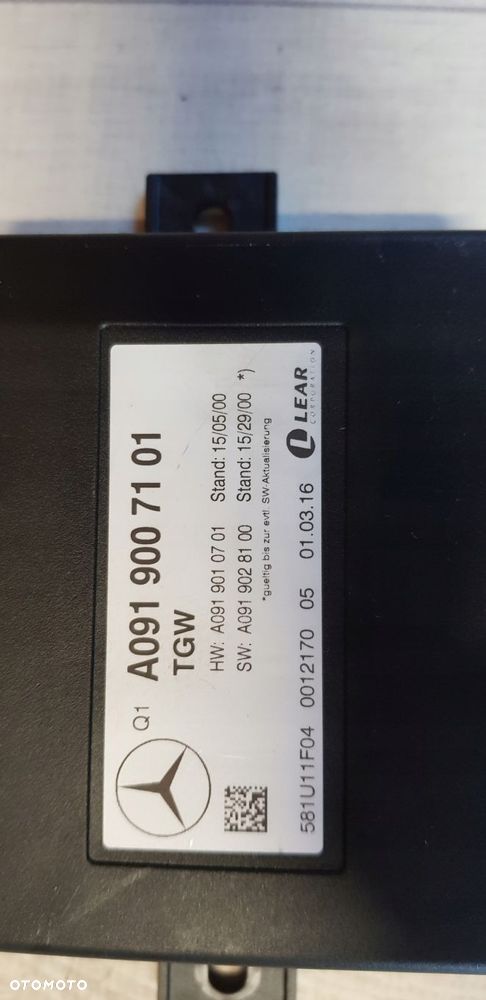 Q1 A091 900 71 01
TGW
HW: A091 901 07 01 Stand: 15/05/00
SW: A091 902 81 00 Stand: 15/29/00 *)
*gueltig bis zur evtl. SW-Aktualisierung
581U11F04 0012170 05 01.03.16
LEAR
CORPORATION
OTOMOTO